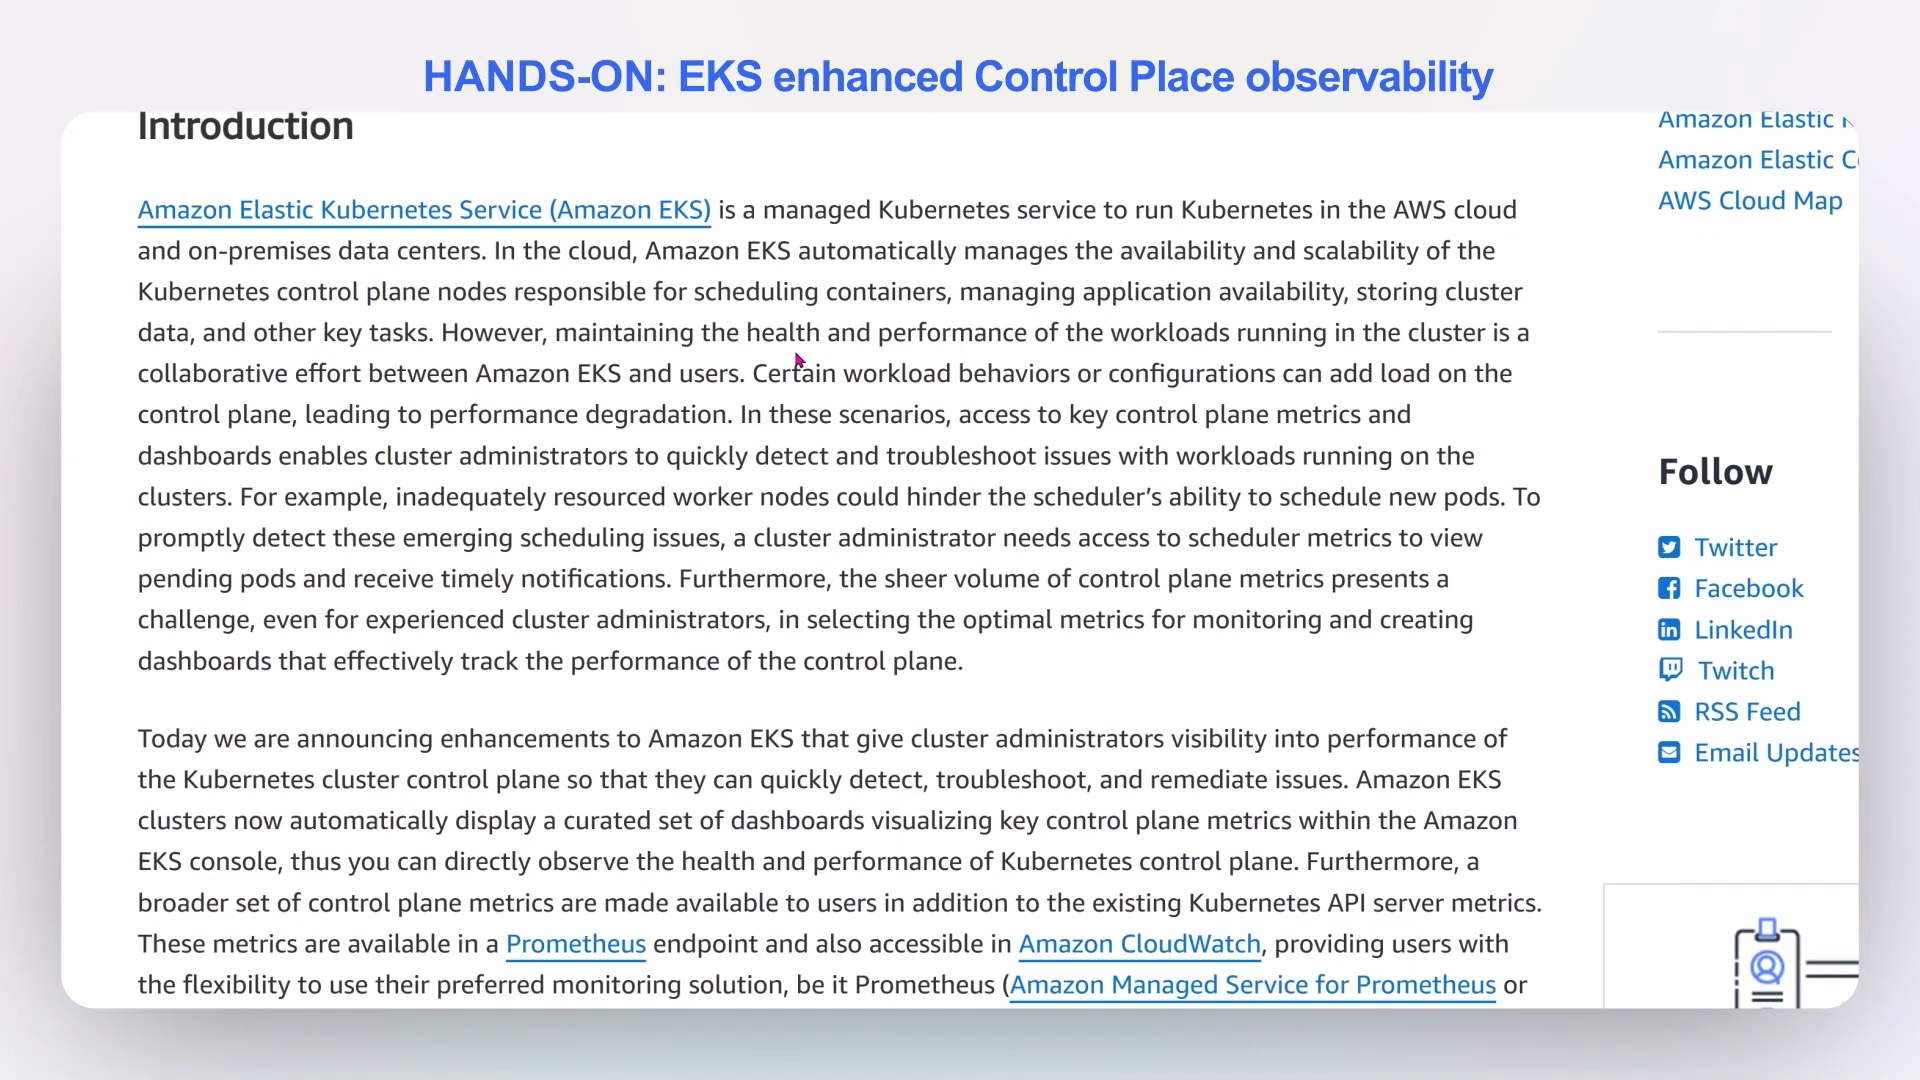 HANDS-ON: EKS enhanced Control Place observability
Introduction
Amazon Elastic Kubernetes Service (Amazon EKS) is a managed Kubernetes service to run Kubernetes in the AWS cloud
and on-premises data centers. In the cloud, Amazon EKS automatically manages the availability and scalability of the
Kubernetes control plane nodes responsible for scheduling containers, managing application availability, storing cluster
data, and other key tasks. However, maintaining the health and performance of the workloads running in the cluster is a
collaborative effort between Amazon EKS and users. Certain workload behaviors or configurations can add load on the
control plane, leading to performance degradation. In these scenarios, access to key control plane metrics and
dashboards enables cluster administrators to quickly detect and troubleshoot issues with workloads running on the
clusters. For example, inadequately resourced worker nodes could hinder the scheduler’s ability to schedule new pods. To
promptly detect these emerging scheduling issues, a cluster administrator needs access to scheduler metrics to view
pending pods and receive timely notifications. Furthermore, the sheer volume of control plane metrics presents a
challenge, even for experienced cluster administrators, in selecting the optimal metrics for monitoring and creating
dashboards that effectively track the performance of the control plane.
Today we are announcing enhancements to Amazon EKS that give cluster administrators visibility into performance of
the Kubernetes cluster control plane so that they can quickly detect, troubleshoot, and remediate issues. Amazon EKS
clusters now automatically display a curated set of dashboards visualizing key control plane metrics within the Amazon
EKS console, thus you can directly observe the health and performance of Kubernetes control plane. Furthermore, a
broader set of control plane metrics are made available to users in addition to the existing Kubernetes API server metrics.
These metrics are available in a Prometheus endpoint and also accessible in Amazon CloudWatch, providing users with
the flexibility to use their preferred monitoring solution, be it Prometheus (Amazon Managed Service for Prometheus or
Amazon Elastic
Amazon Elastic
AWS Cloud Map
Follow
Twitter
Facebook
LinkedIn
Twitch
RSS Feed
Email Updates